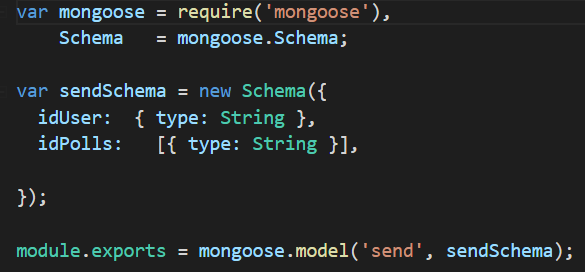 var mongoose = require('mongoose'),
    Schema   = mongoose.Schema;

var sendSchema = new Schema({
  idUser:  { type: String },
  idPolls:   [{ type: String }],

});

module.exports = mongoose.model('send', sendSchema);